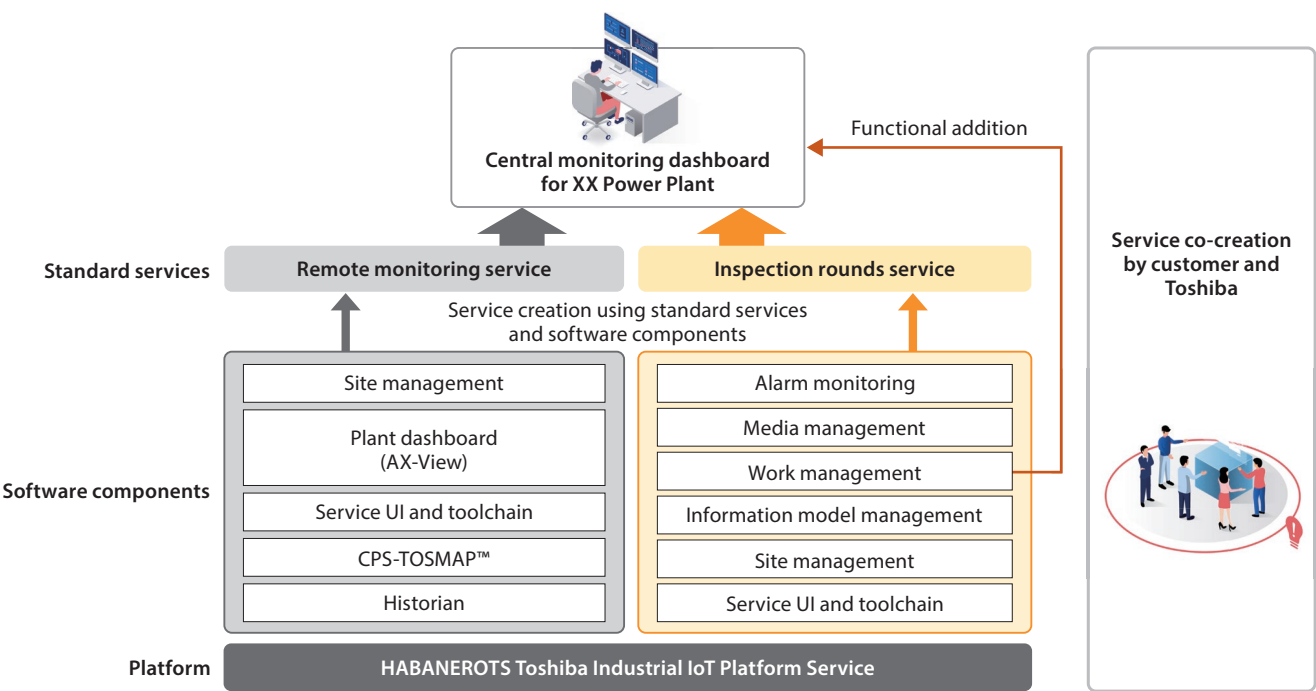 Functional addition
Central monitoring dashboard
for XX Power Plant
Standard services
Remote monitoring service
Inspection rounds service
Service creation using standard services
and software components
Software components
Site management
Plant dashboard
(AX-View)
Service UI and toolchain
CPS-TOSMAP™
Historian
Alarm monitoring
Media management
Work management
Information model management
Site management
Service UI and toolchain
Platform
HABANEROTS Toshiba Industrial IoT Platform Service
Service co-creation
by customer and
Toshiba